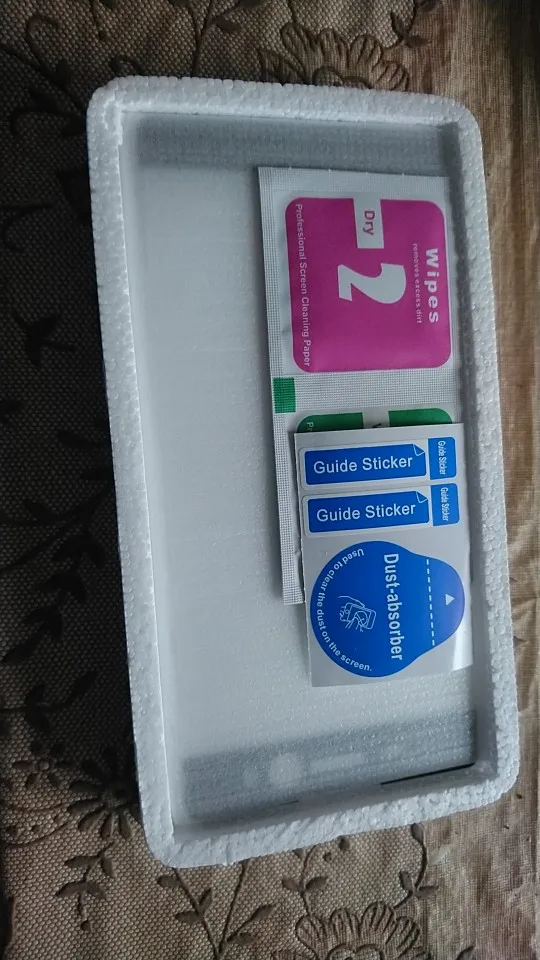 Wipes
removes excess dirt
Dry 2
Professional Screen Cleaning Paper
Guide Sticker
Guide Sticker
Guide Sticker
Guide Sticker
Dust-absorber
Used to clear the dust on the screen.